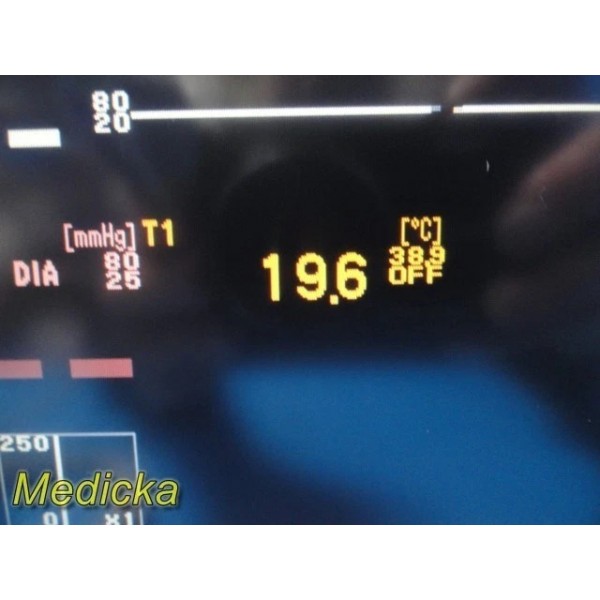 80
20
[mmHg] T1 [°C]
80 38.9
DIA 25 19.6 OFF
250
Medicka
0 x1